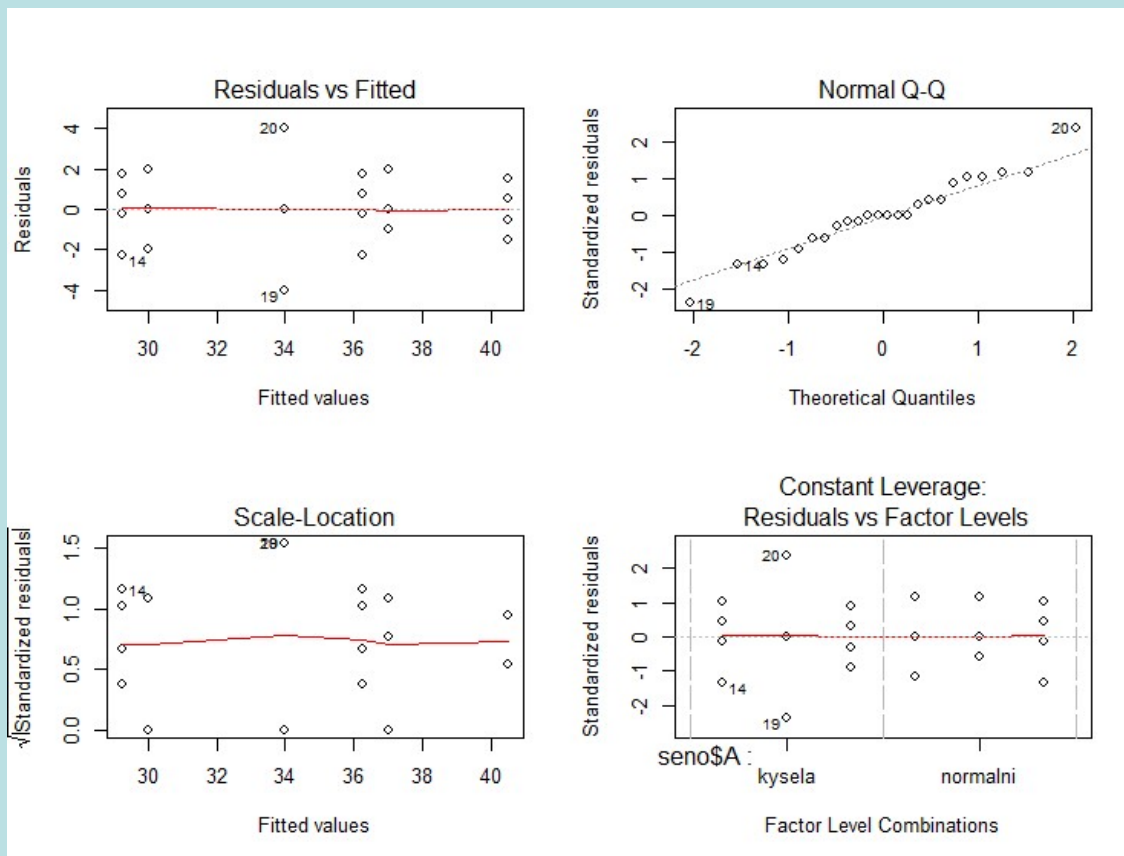 Residuals vs Fitted
4
2
0
-2
-4
Residuals
20
14
19
30 32 34 36 38 40
Fitted values
Normal Q-Q
2
1
0
-1
-2
Standardized residuals
20
14
19
-2 -1 0 1 2
Theoretical Quantiles
Scale-Location
1.5
1.0
0.5
0.0
√|Standardized residuals|
14
30 32 34 36 38 40
Fitted values
Constant Leverage:
Residuals vs Factor Levels
2
1
0
-1
-2
Standardized residuals
20
14
19
seno$A :
kysela normalni
Factor Level Combinations